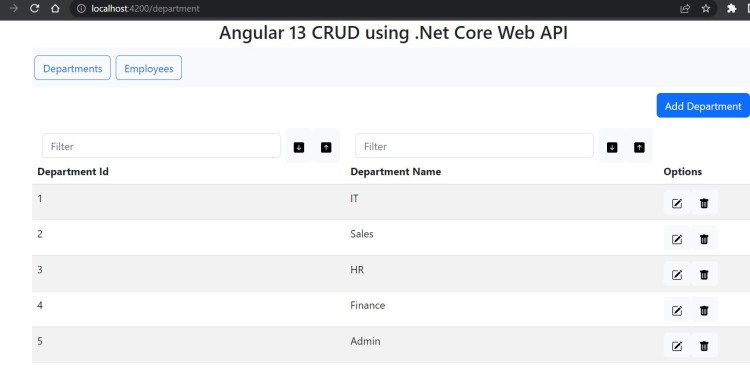 localhost:4200/department
Angular 13 CRUD using .Net Core Web API
Departments Employees
Add Department
Filter Filter
Department Id Department Name Options
1 IT
2 Sales
3 HR
4 Finance
5 Admin